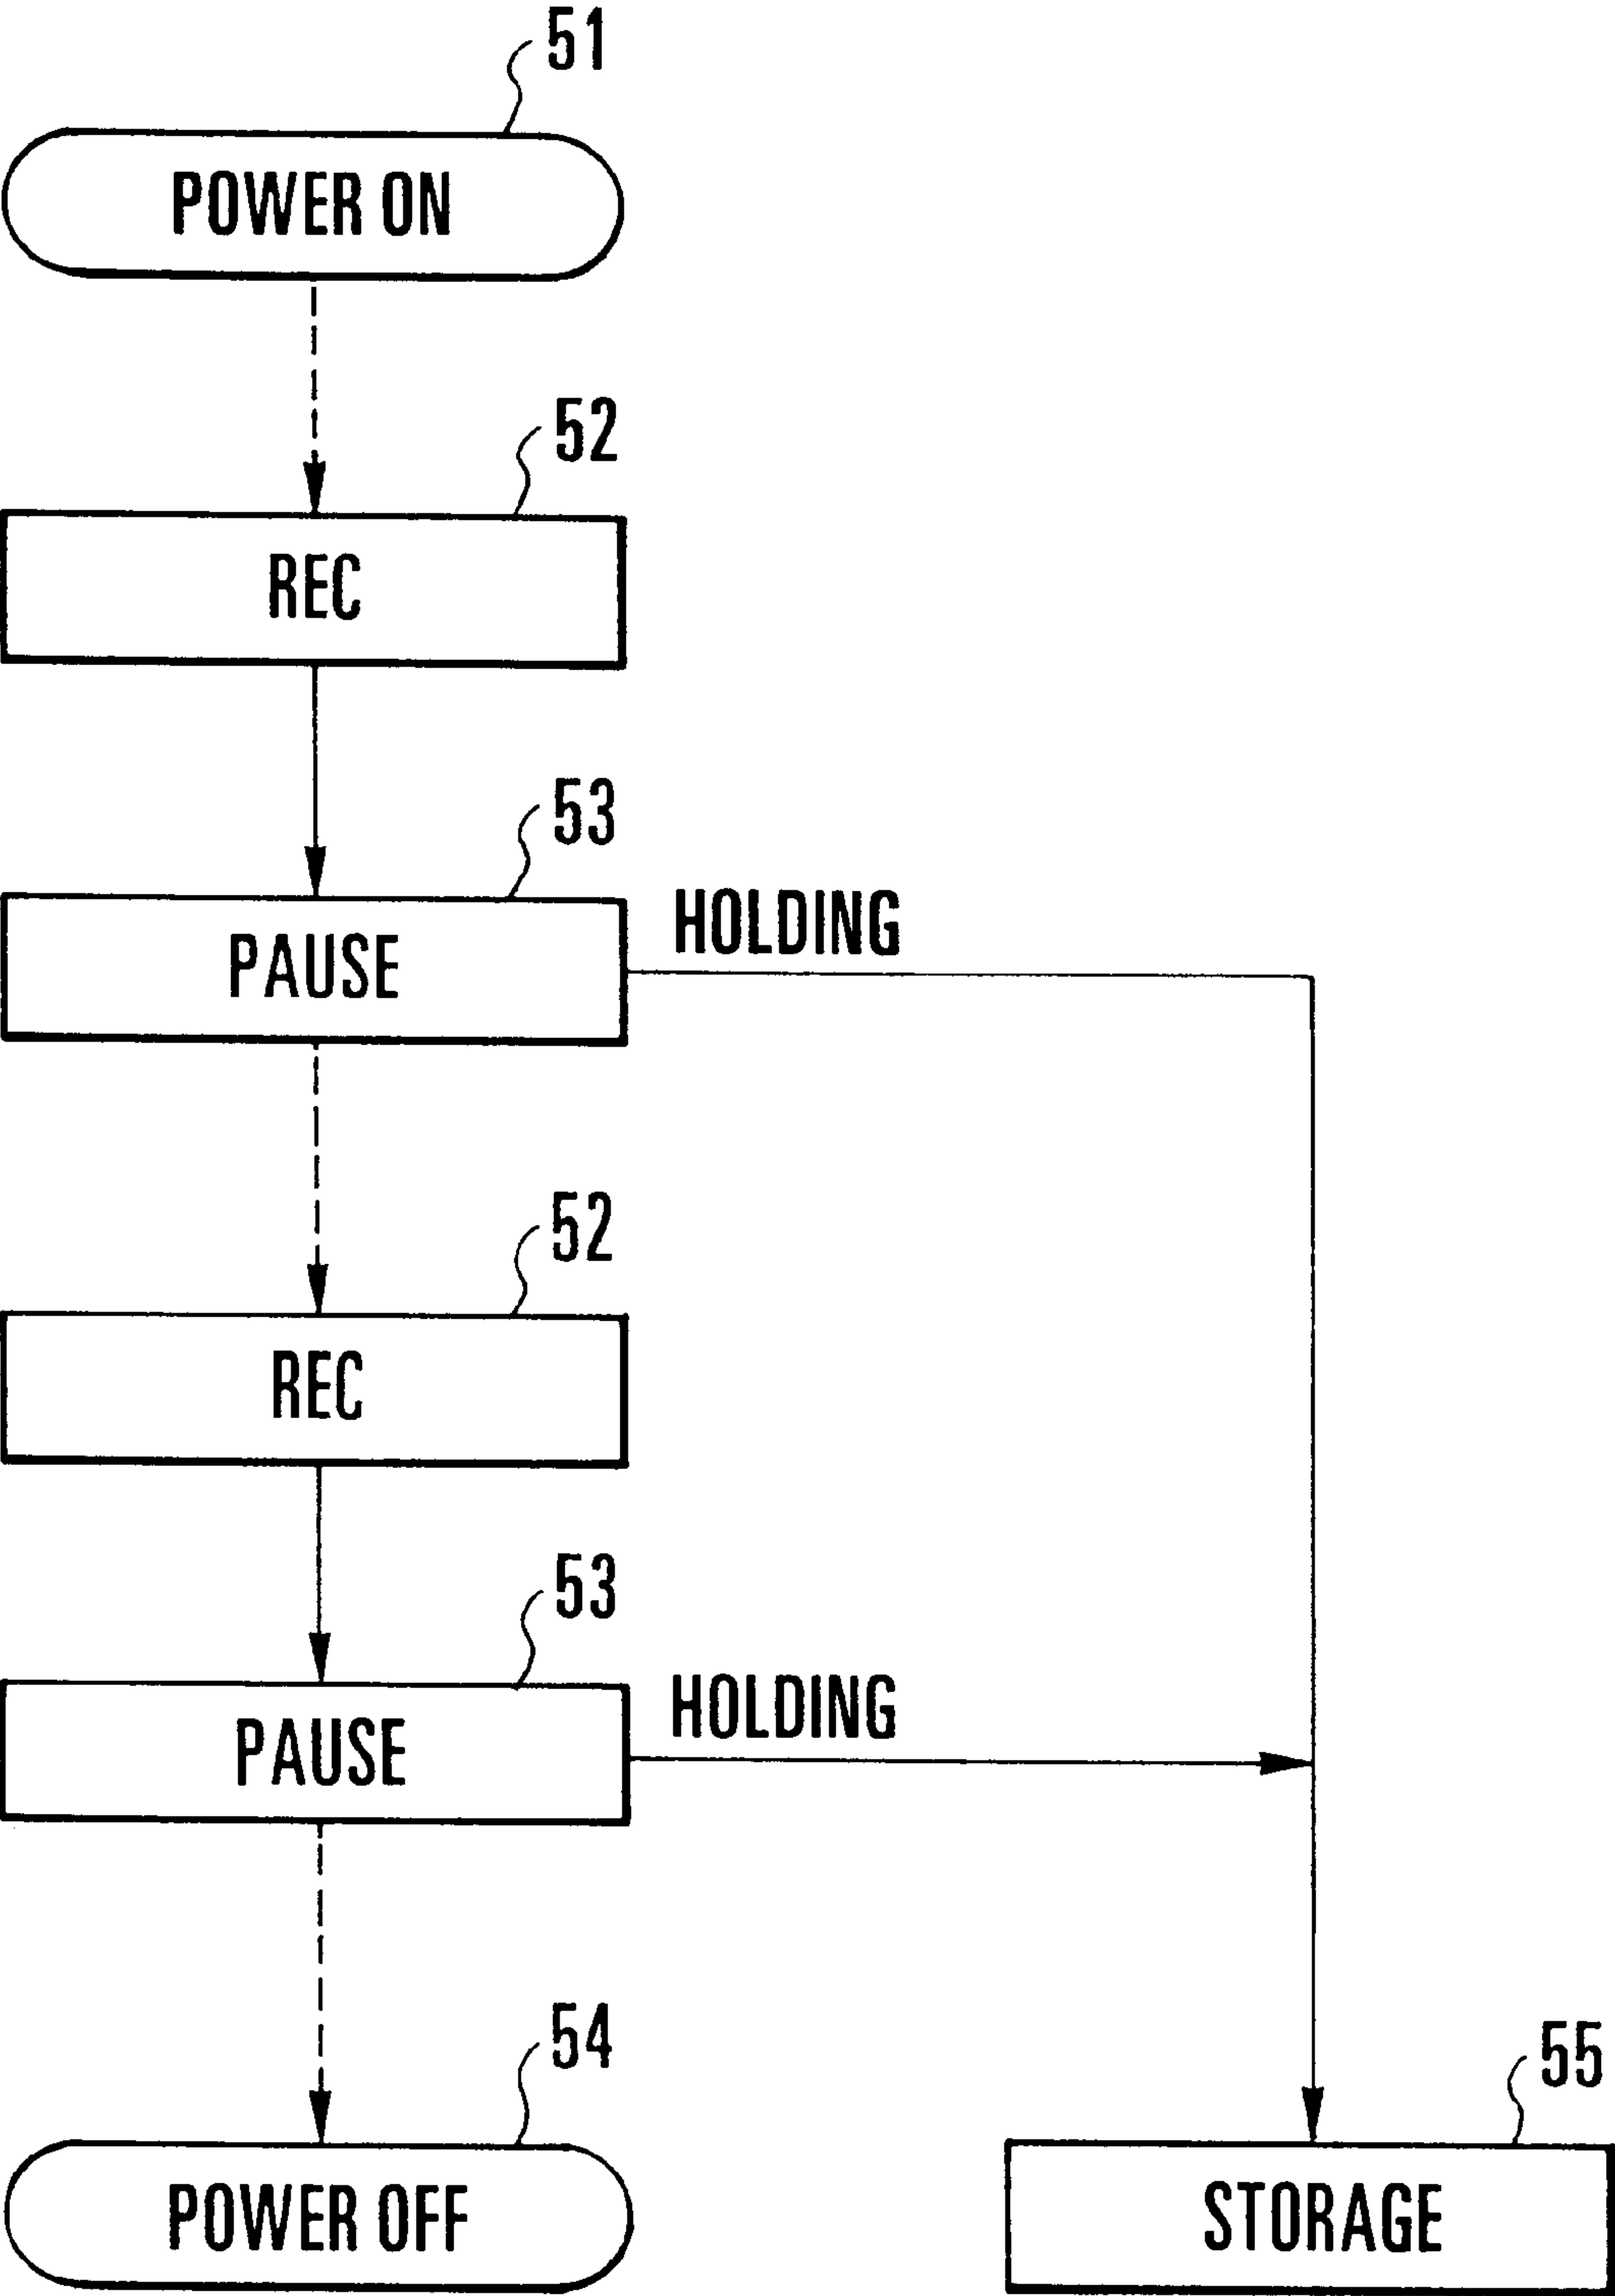 51
POWER ON
52
REC
53
PAUSE
HOLDING
52
REC
53
PAUSE
HOLDING
54
POWER OFF
55
STORAGE